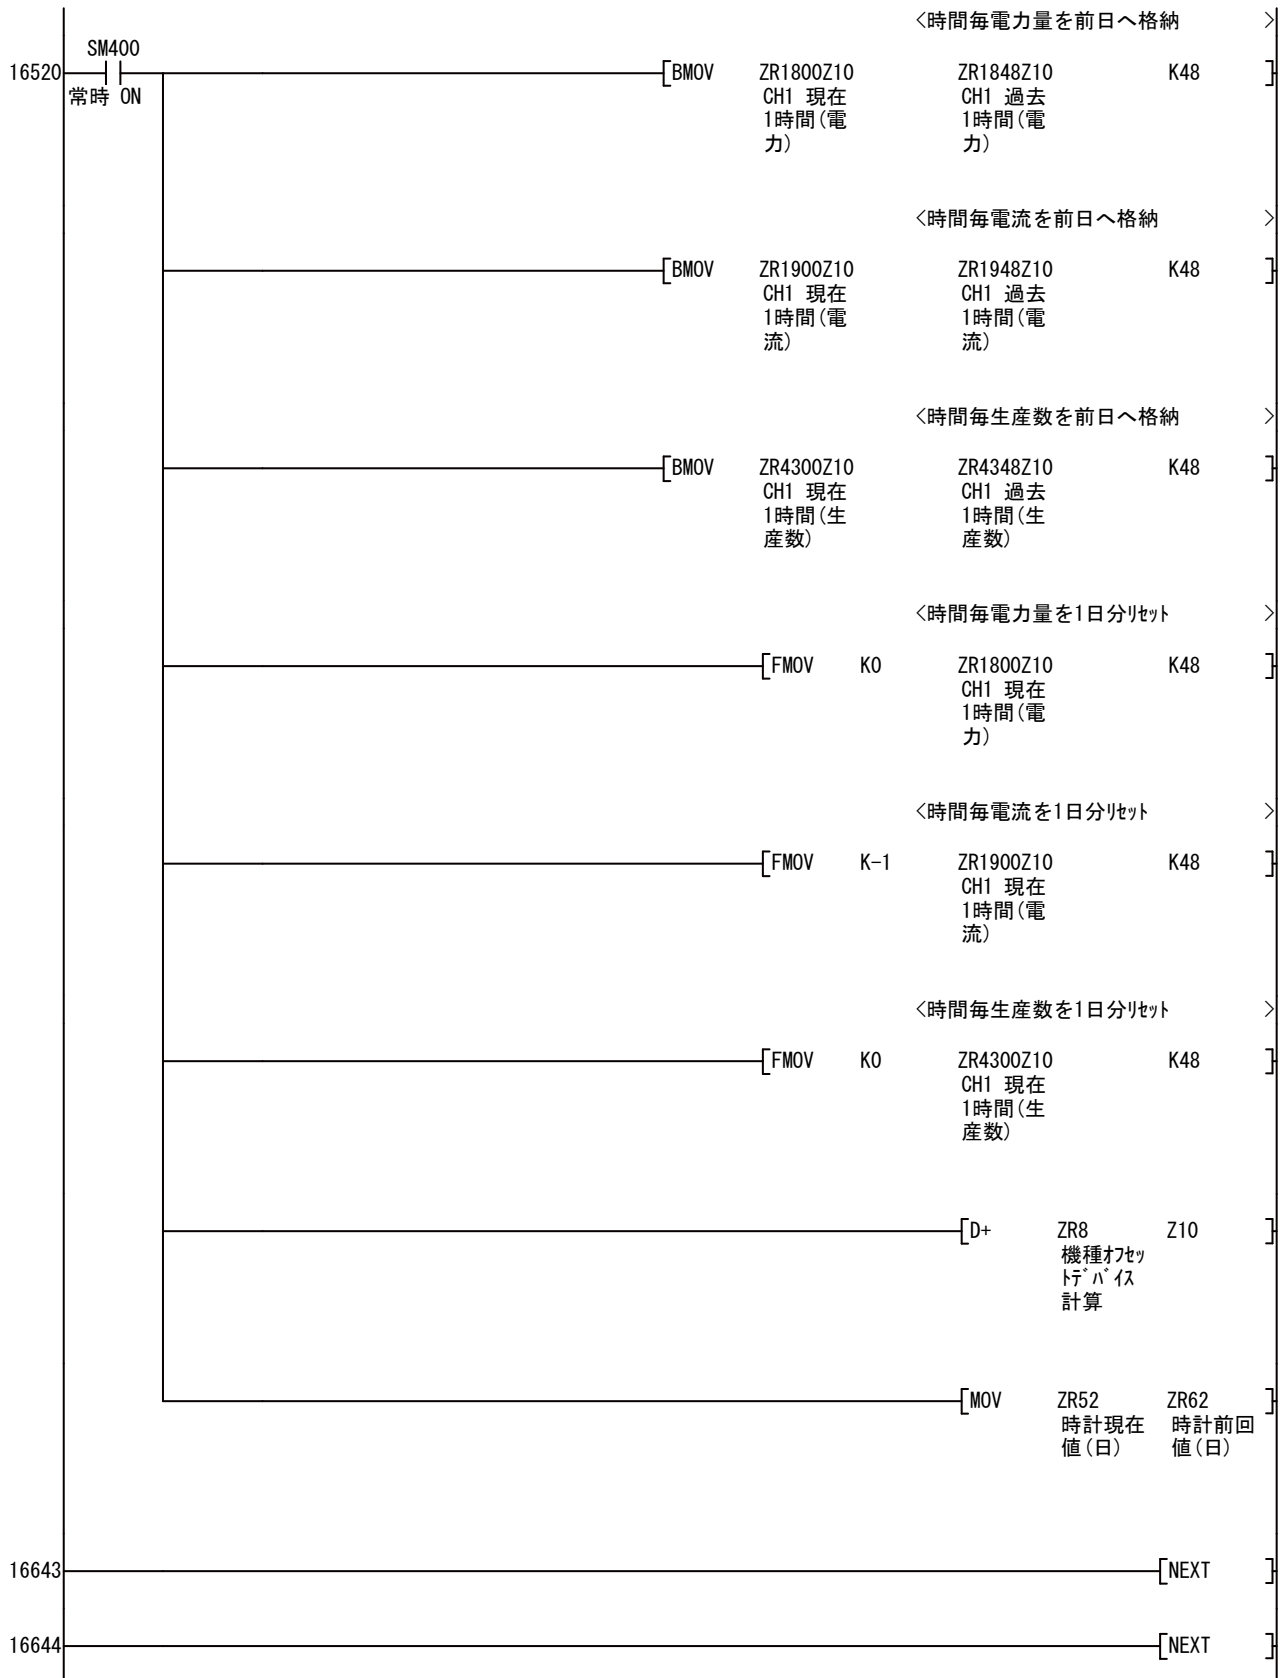 <時間毎電力量を前日へ格納 >
SM400
16520
常時 ON
[BMOV ZR1800Z10 ZR1848Z10 K48 ]
CH1 現在 CH1 過去
1時間(電 1時間(電
力) 力)
<時間毎電流を前日へ格納 >
[BMOV ZR1900Z10 ZR1948Z10 K48 ]
CH1 現在 CH1 過去
1時間(電 1時間(電
流) 流)
<時間毎生産数を前日へ格納 >
[BMOV ZR4300Z10 ZR4348Z10 K48 ]
CH1 現在 CH1 過去
1時間(生 1時間(生
産数) 産数)
<時間毎電力量を1日分ﾘｾｯﾄ >
[FMOV K0 ZR1800Z10 K48 ]
CH1 現在
1時間(電
力)
<時間毎電流を1日分ﾘｾｯﾄ >
[FMOV K-1 ZR1900Z10 K48 ]
CH1 現在
1時間(電
流)
<時間毎生産数を1日分ﾘｾｯﾄ >
[FMOV K0 ZR4300Z10 K48 ]
CH1 現在
1時間(生
産数)
[D+ ZR8 Z10 ]
機種ｵﾌｾｯ
ﾄﾃﾞﾊﾞｲｽ
計算
[MOV ZR52 ZR62 ]
時計現在 時計前回
値(日) 値(日)
16643 [NEXT ]
16644 [NEXT ]